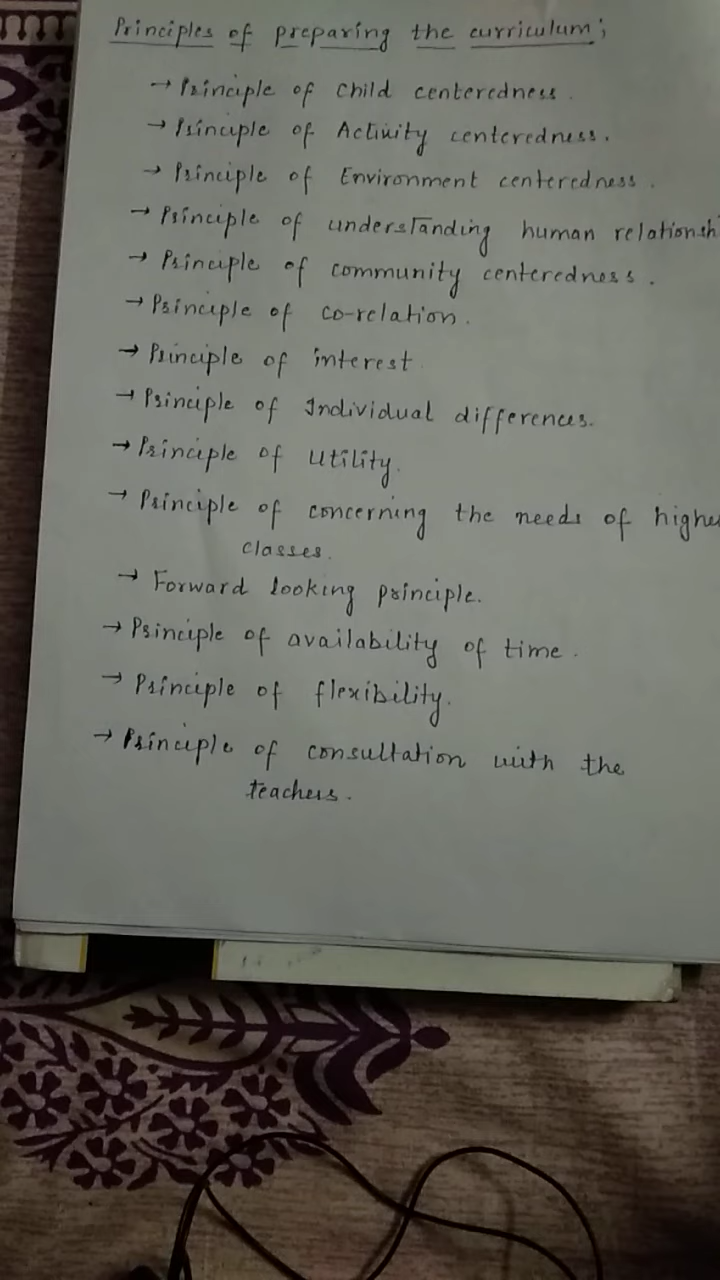 Principles of preparing the curriculum;
→ Principle of child centeredness.
→ Principle of Activity centeredness.
→ Principle of Environment centeredness.
→ Principle of understanding human relationsh
→ Principle of community centeredness.
→ Principle of co-relation.
→ Principle of interest
→ Principle of Individual differences.
→ Principle of utility.
→ Principle of concerning the needs of highe
classes.
→ Forward looking principle.
→ Principle of availability of time.
→ Principle of flexibility.
→ Principle of consultation with the
teachers.